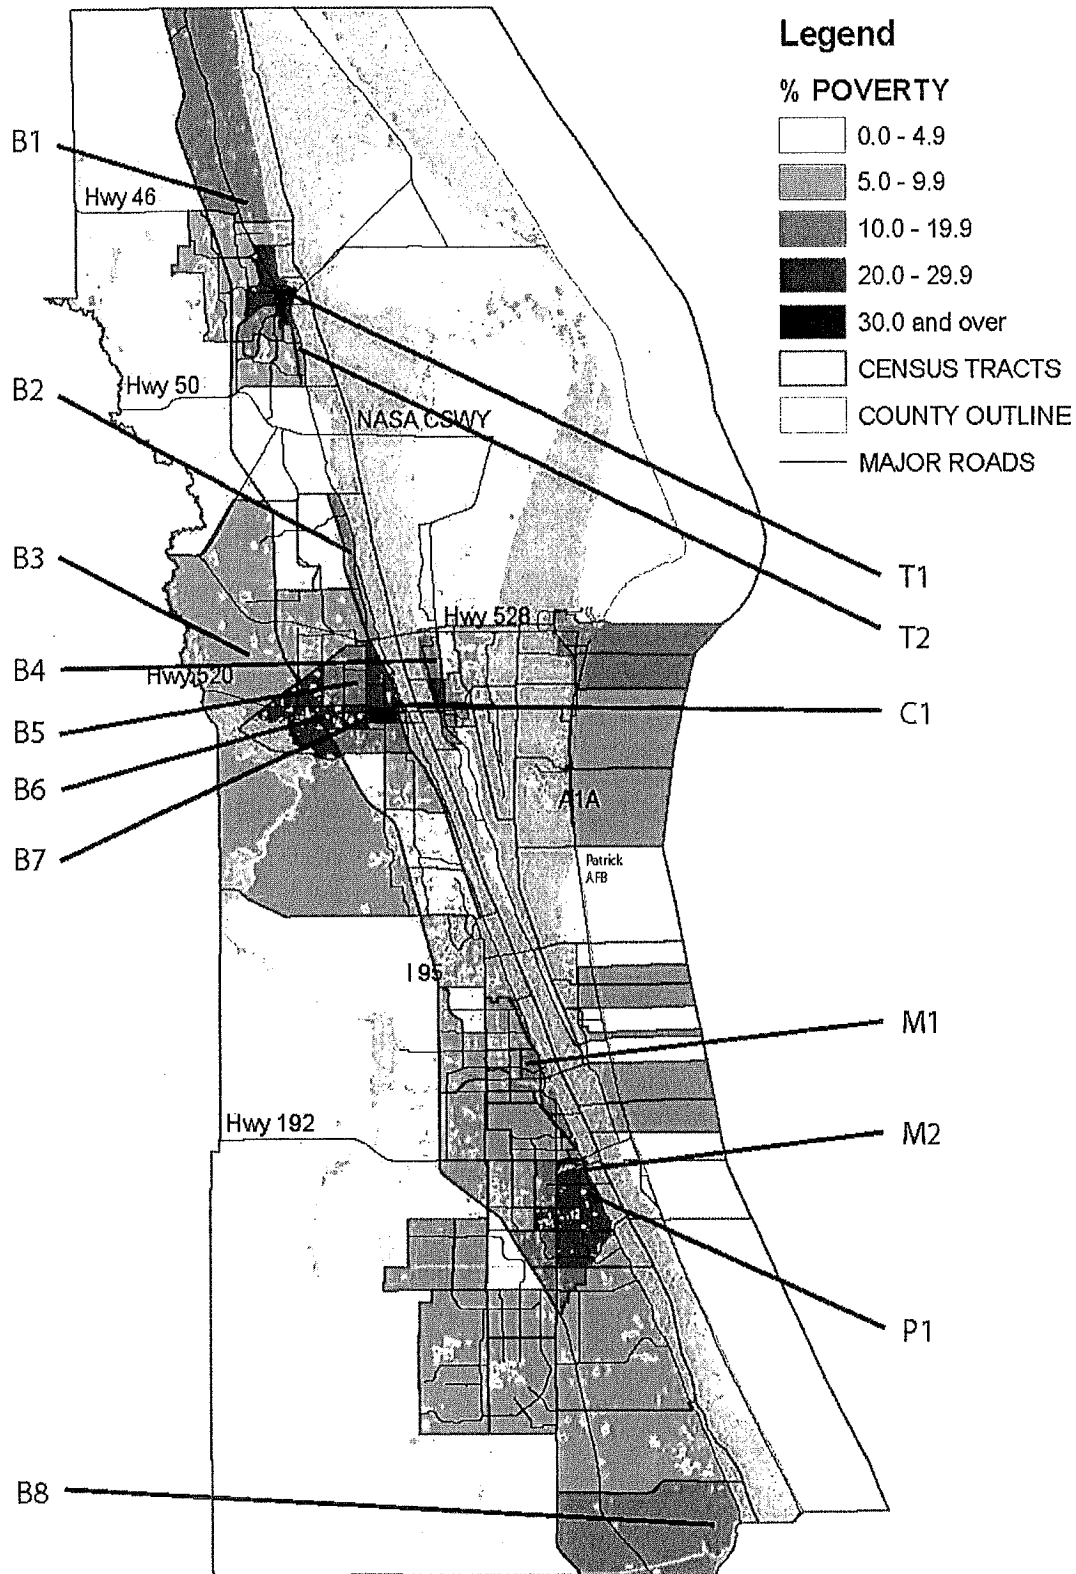 Legend
% POVERTY
0.0 - 4.9
5.0 - 9.9
10.0 - 19.9
20.0 - 29.9
30.0 and over
CENSUS TRACTS
COUNTY OUTLINE
MAJOR ROADS
B1
Hwy 46
B2
Hwy 50
NASA CSWY
B3
T1
T2
Hwy 528
B4
Hwy 520
C1
B5
B6
A1A
B7
Patrick
AFB
I 95
M1
Hwy 192
M2
P1
B8